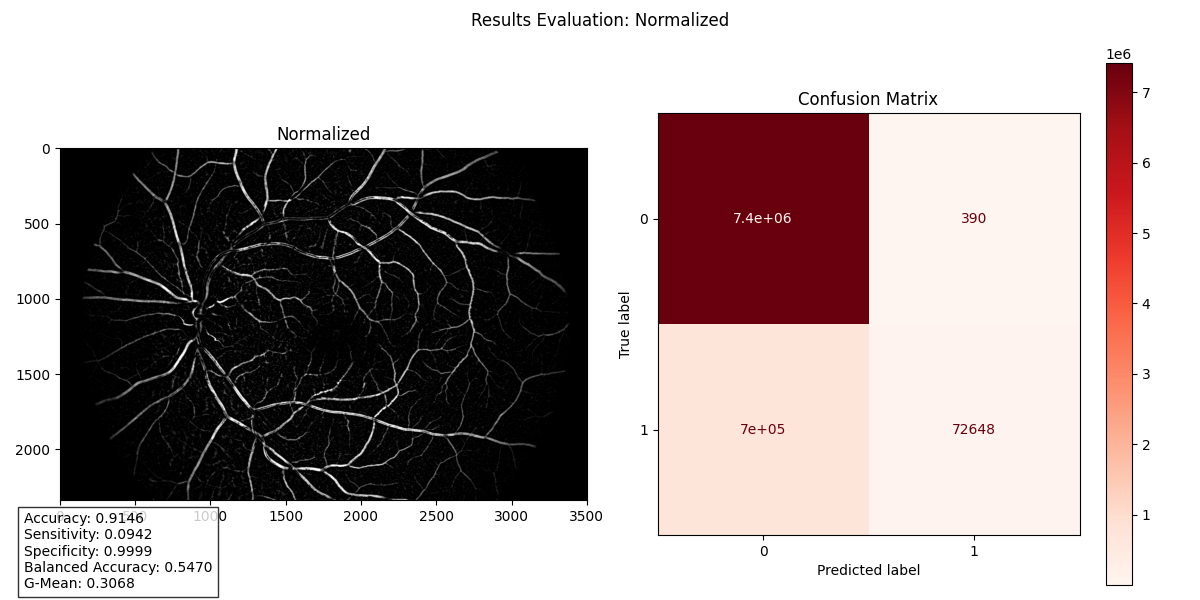 Results Evaluation: Normalized
Normalized
0
500
1000
1500
2000
0 500 1000 1500 2000 2500 3000 3500
Accuracy: 0.9146
Sensitivity: 0.0942
Specificity: 0.9999
Balanced Accuracy: 0.5470
G-Mean: 0.3068
Confusion Matrix
True label
0
1
7.4e+06 390
7e+05 72648
0 1
Predicted label
1e6
7
6
5
4
3
2
1